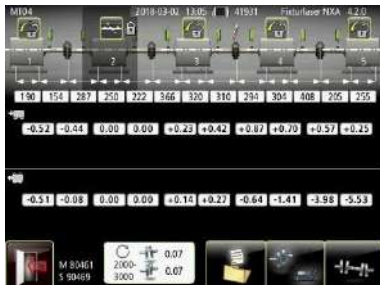 MT04 2018-03-02 13:05 41931 Fixturlaser NXA 4.2.0
1 2 3 4 5
190 154 287 250 222 366 320 310 294 304 408 205 255
-0.52 -0.44 0.00 0.00 +0.23 +0.42 +0.87 +0.70 +0.57 +0.25
-0.51 -0.08 0.00 0.00 +0.14 +0.27 -0.64 -1.41 -3.98 -5.53
M 80461
S 90469
2000-
3000
0.07
0.07